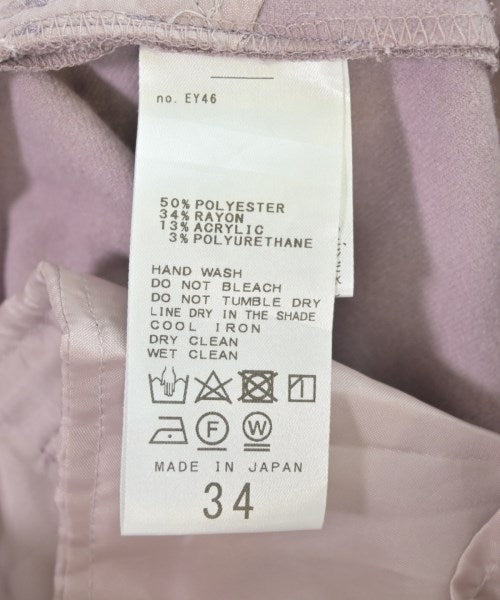 no. EY46
50% POLYESTER
34% RAYON
13% ACRYLIC
3% POLYURETHANE
HAND WASH
DO NOT BLEACH
DO NOT TUMBLE DRY
LINE DRY IN THE SHADE
COOL IRON
DRY CLEAN
WET CLEAN
F W
MADE IN JAPAN
34